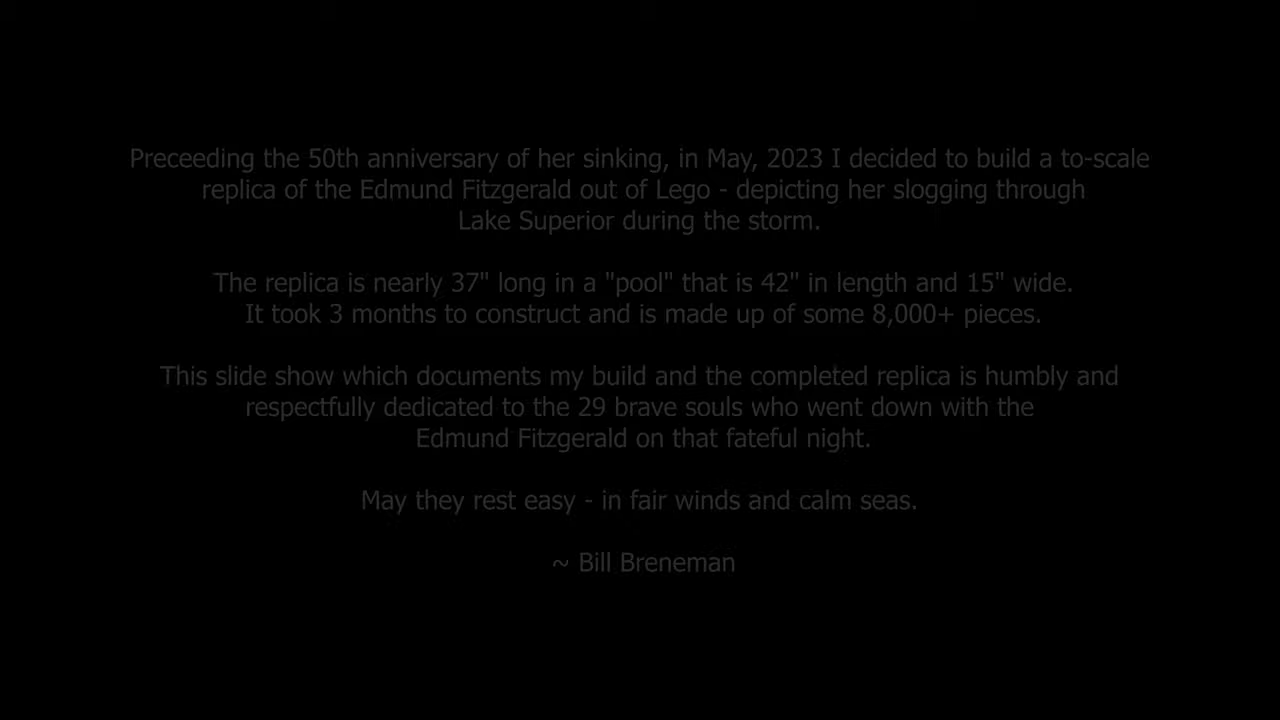 Preceeding the 50th anniversary of her sinking, in May, 2023 I decided to build a to-scale
replica of the Edmund Fitzgerald out of Lego - depicting her slogging through
Lake Superior during the storm.
The replica is nearly 37" long in a "pool" that is 42" in length and 15" wide.
It took 3 months to construct and is made up of some 8,000+ pieces.
This slide show which documents my build and the completed replica is humbly and
respectfully dedicated to the 29 brave souls who went down with the
Edmund Fitzgerald on that fateful night.
May they rest easy - in fair winds and calm seas.
~ Bill Breneman